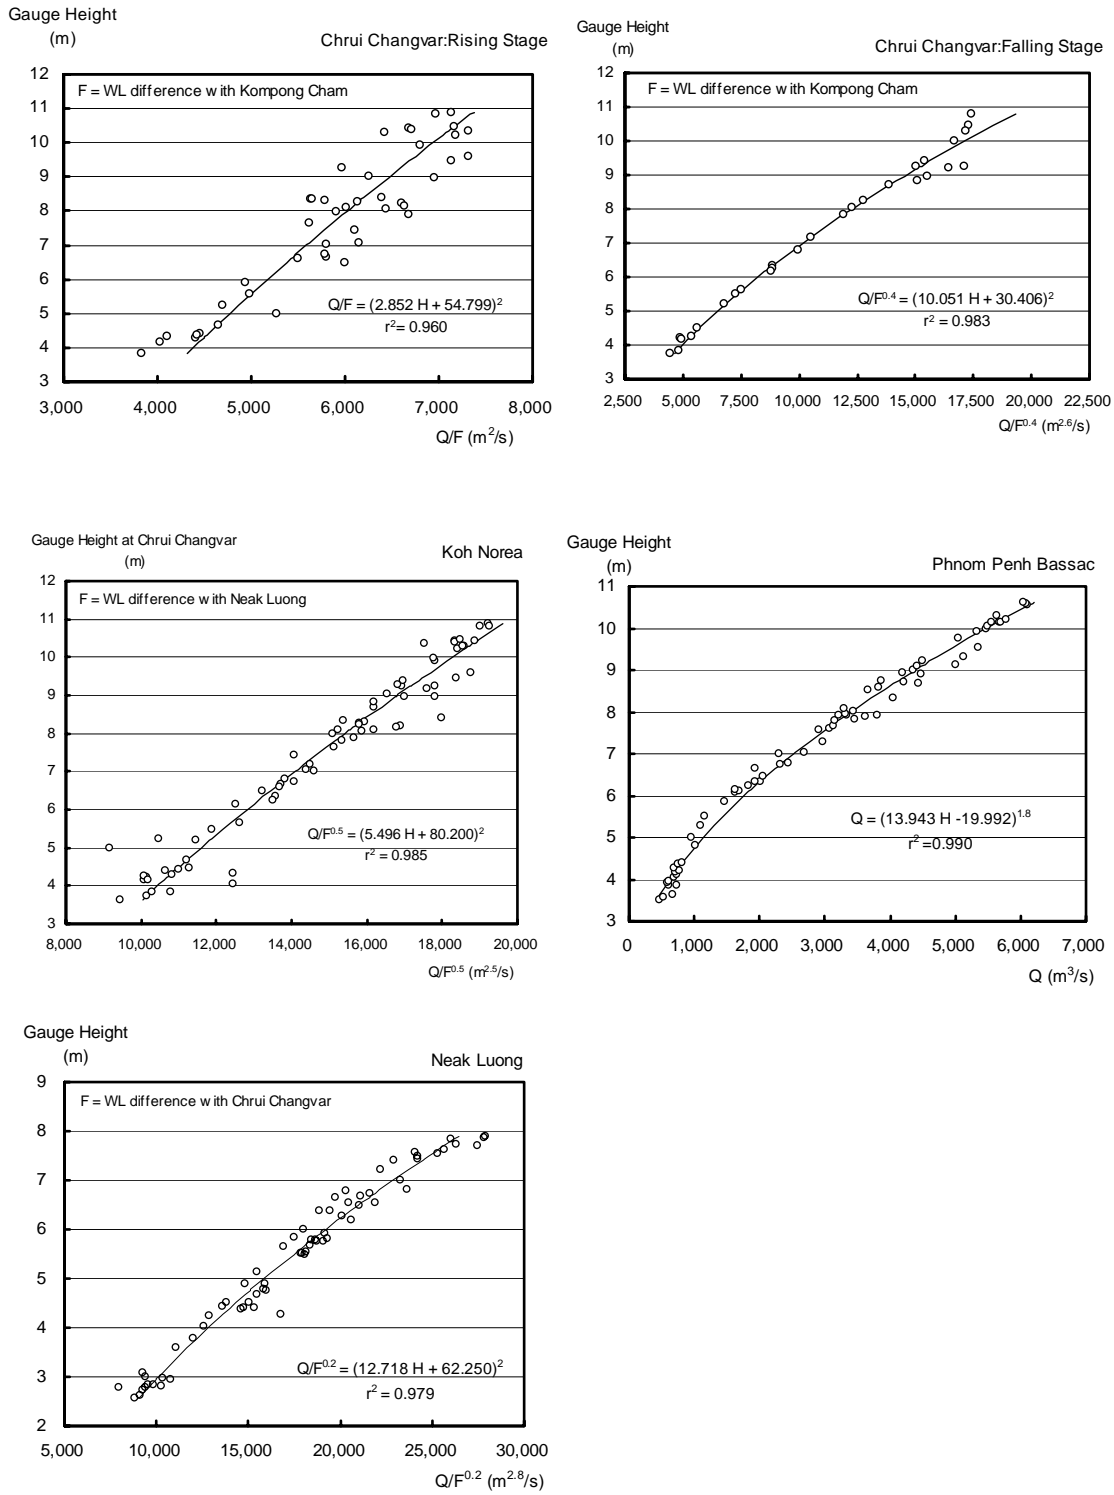 Gauge Height
(m)
Chrui Changvar:Rising Stage
F = WL difference with Kompong Cham
12
11
10
9
8
7
6
5
4
3
Q/F = (2.852 H + 54.799)²
r² = 0.960
3,000 4,000 5,000 6,000 7,000 8,000
Q/F (m²/s)
Gauge Height
(m)
Chrui Changvar:Falling Stage
F = WL difference with Kompong Cham
12
11
10
9
8
7
6
5
4
3
Q/F⁰·⁴ = (10.051 H + 30.406)²
r² = 0.983
2,500 5,000 7,500 10,000 12,500 15,000 17,500 20,000 22,500
Q/F⁰·⁴ (m²·⁶/s)
Gauge Height at Chrui Changvar
(m)
Koh Norea
F = WL difference with Neak Luong
12
11
10
9
8
7
6
5
4
3
Q/F⁰·⁵ = (5.496 H + 80.200)²
r² = 0.985
8,000 10,000 12,000 14,000 16,000 18,000 20,000
Q/F⁰·⁵ (m²·⁵/s)
Gauge Height
(m)
Phnom Penh Bassac
11
10
9
8
7
6
5
4
3
Q = (13.943 H -19.992)¹·⁸
r² =0.990
0 1,000 2,000 3,000 4,000 5,000 6,000 7,000
Q (m³/s)
Gauge Height
(m)
Neak Luong
F = WL difference with Chrui Changvar
9
8
7
6
5
4
3
2
Q/F⁰·² = (12.718 H + 62.250)²
r² = 0.979
5,000 10,000 15,000 20,000 25,000 30,000
Q/F⁰·² (m²·⁸/s)